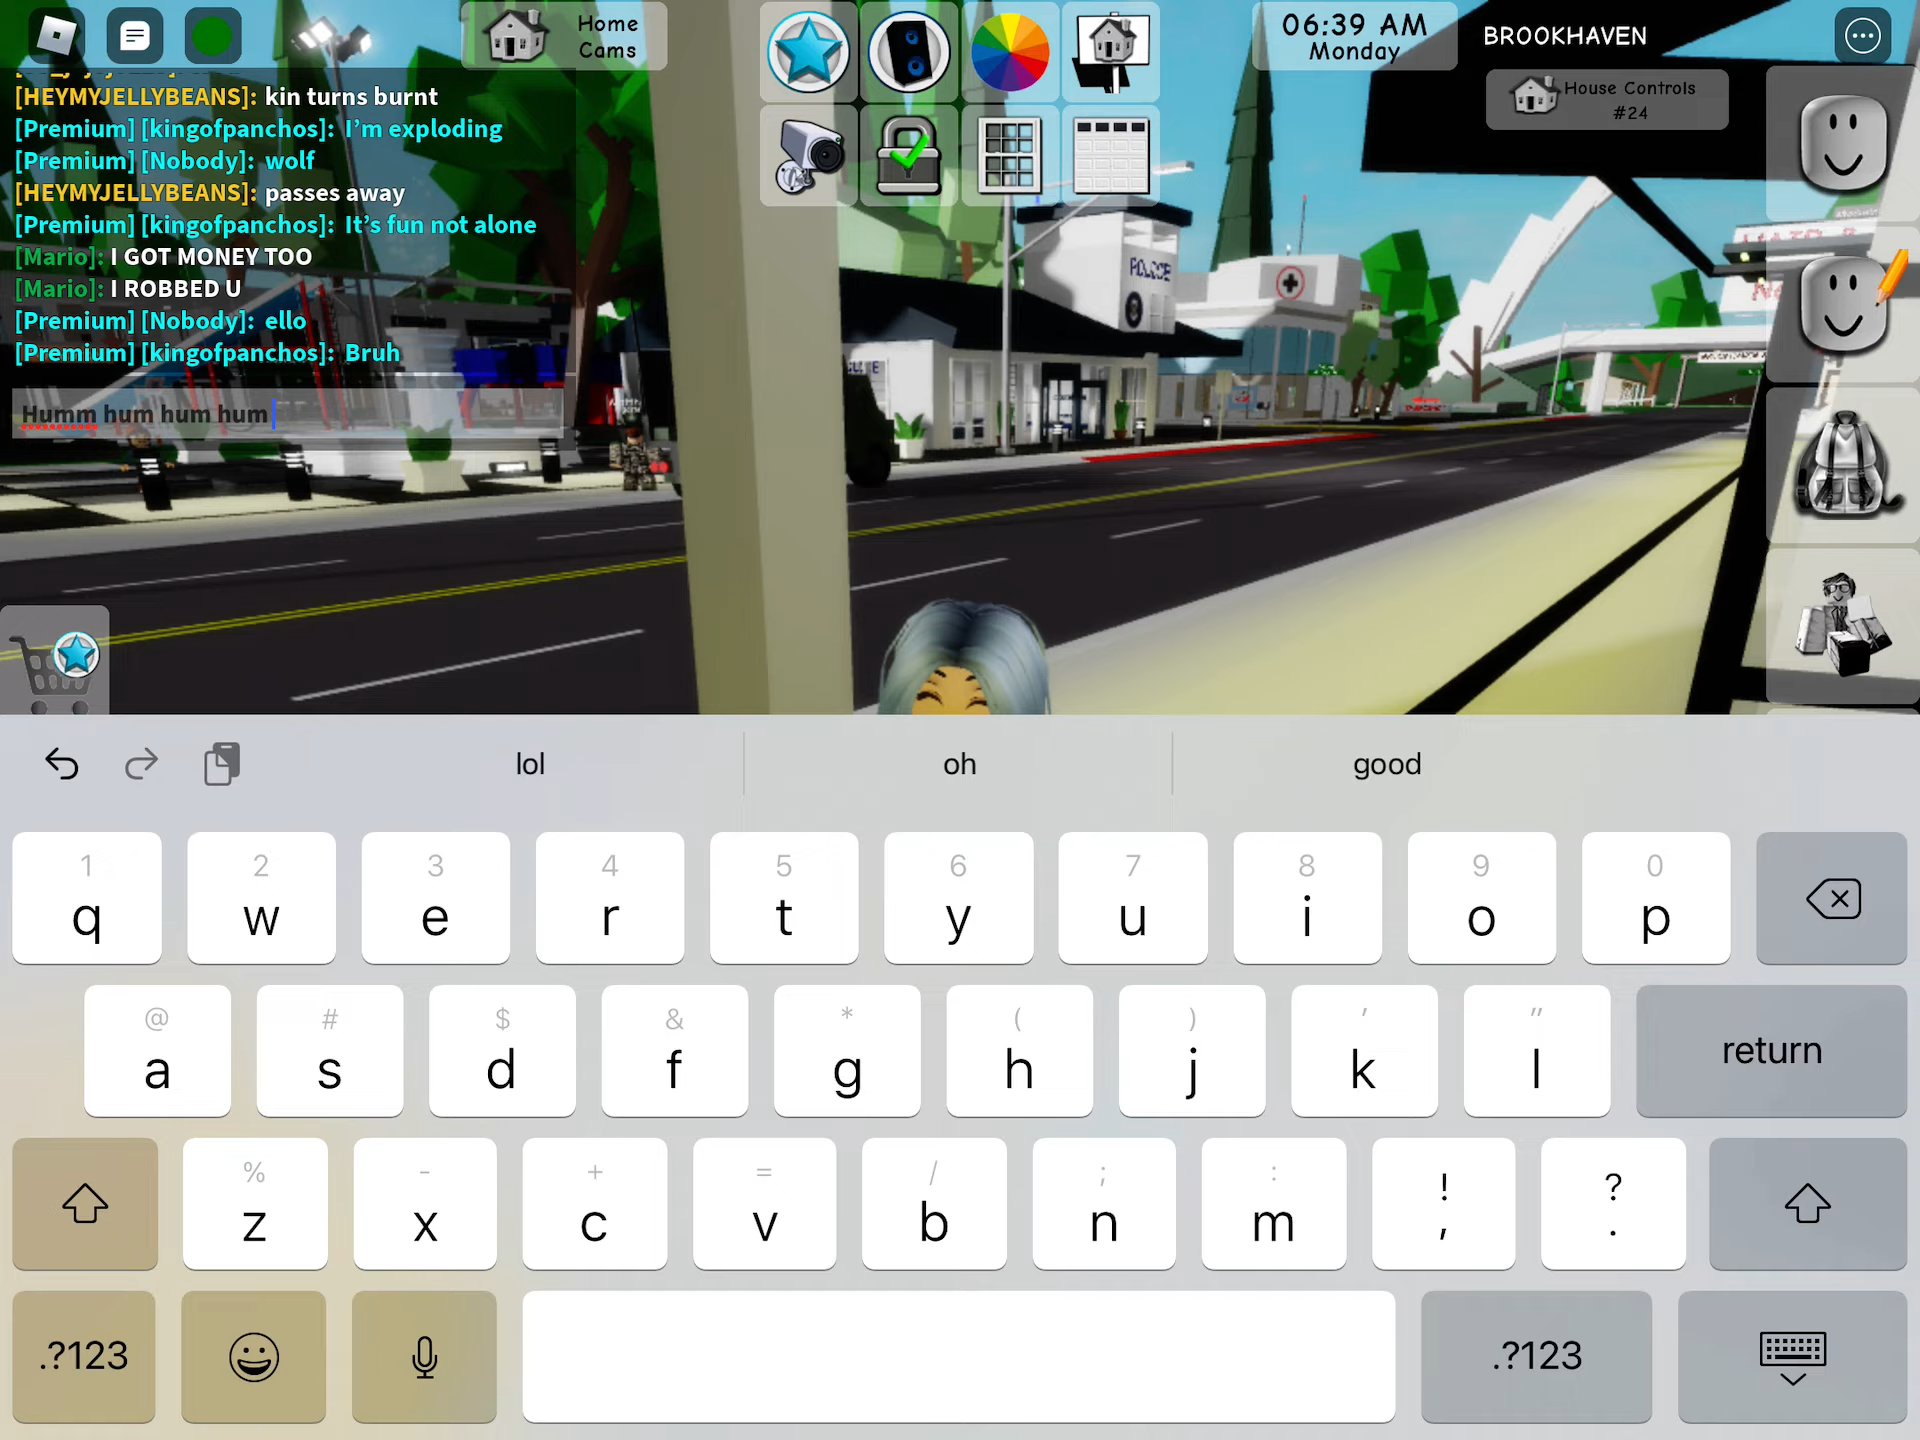 Home
Cams
06:39 AM
Monday
BROOKHAVEN
House Controls
#24
[HEYMYJELLYBEANS]: kin turns burnt
[Premium] [kingofpanchos]: I'm exploding
[Premium] [Nobody]: wolf
[HEYMYJELLYBEANS]: passes away
[Premium] [kingofpanchos]: It's fun not alone
[Mario]: I GOT MONEY TOO
[Mario]: I ROBBED U
[Premium] [Nobody]: ello
[Premium] [kingofpanchos]: Bruh
Humm hum hum hum
POLICE
lol oh good
1 2 3 4 5 6 7 8 9 0
q w e r t y u i o p
@ # $ & * ( ) ' "
a s d f g h j k l return
% - + = / ; : ! ?
z x c v b n m , .
.?123 .?123